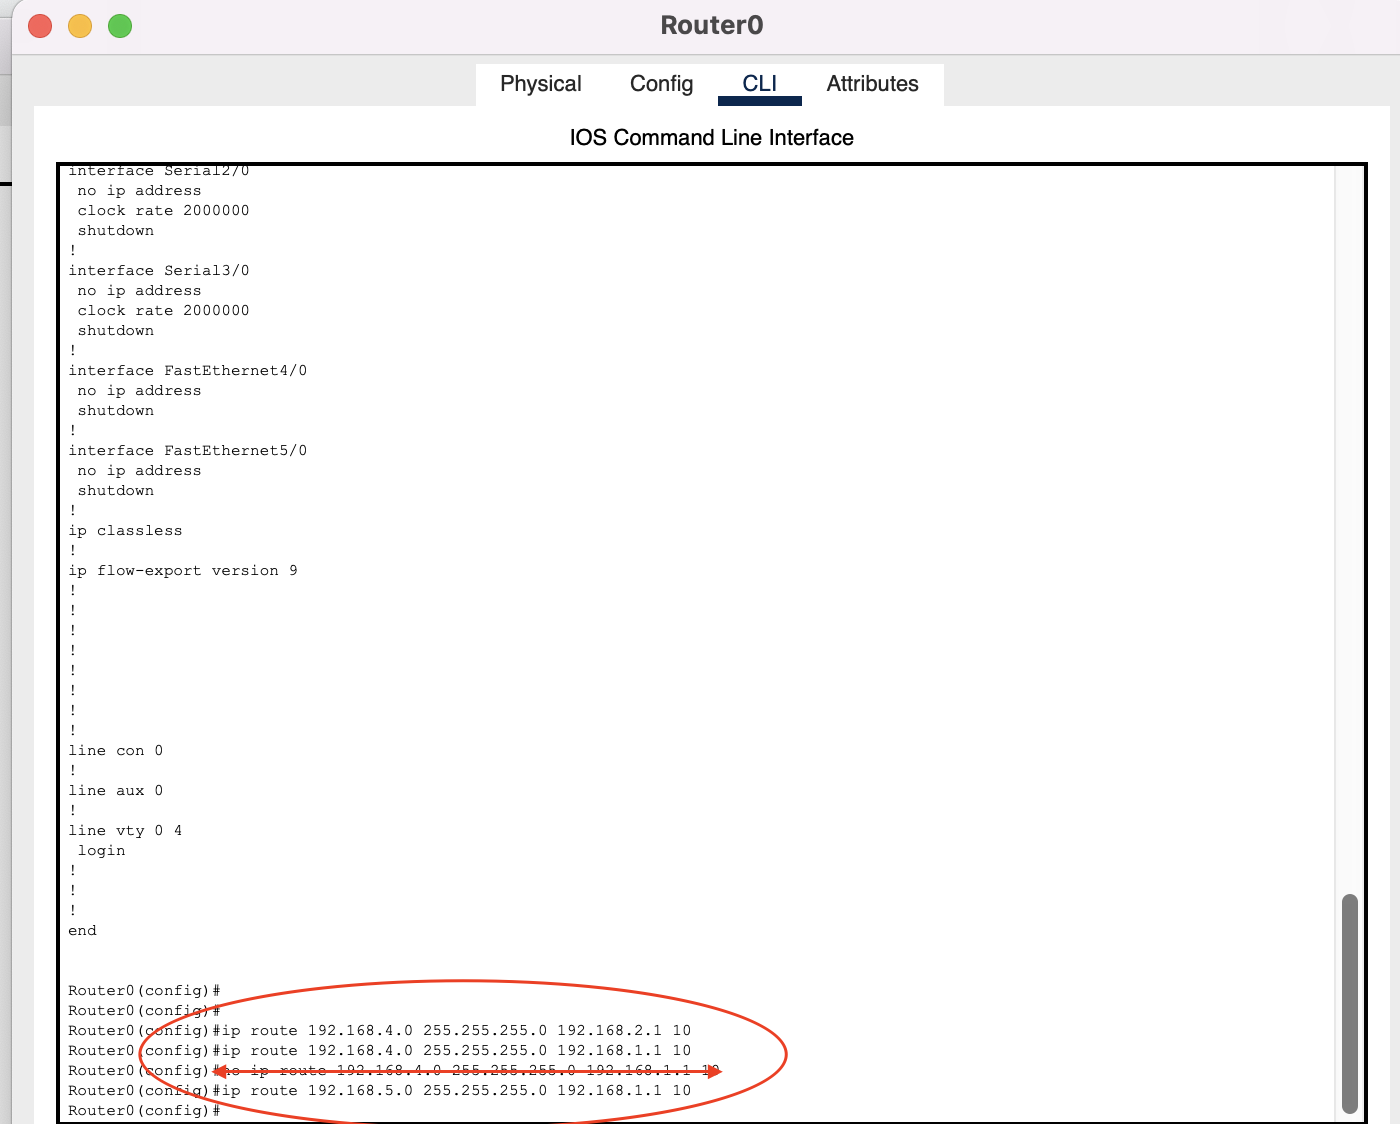 Router0
Physical Config CLI Attributes
IOS Command Line Interface
interface Serial2/0
no ip address
clock rate 2000000
shutdown
!
interface Serial3/0
no ip address
clock rate 2000000
shutdown
!
interface FastEthernet4/0
no ip address
shutdown
!
interface FastEthernet5/0
no ip address
shutdown
!
ip classless
!
ip flow-export version 9
!
!
!
!
!
!
!
!
line con 0
!
line aux 0
!
line vty 0 4
login
!
!
!
end
Router0(config)#
Router0(config)#
Router0(config)#ip route 192.168.4.0 255.255.255.0 192.168.2.1 10
Router0(config)#ip route 192.168.4.0 255.255.255.0 192.168.1.1 10
Router0(config)#no ip route 192.168.4.0 255.255.255.0 192.168.1.1 10
Router0(config)#ip route 192.168.5.0 255.255.255.0 192.168.1.1 10
Router0(config)#